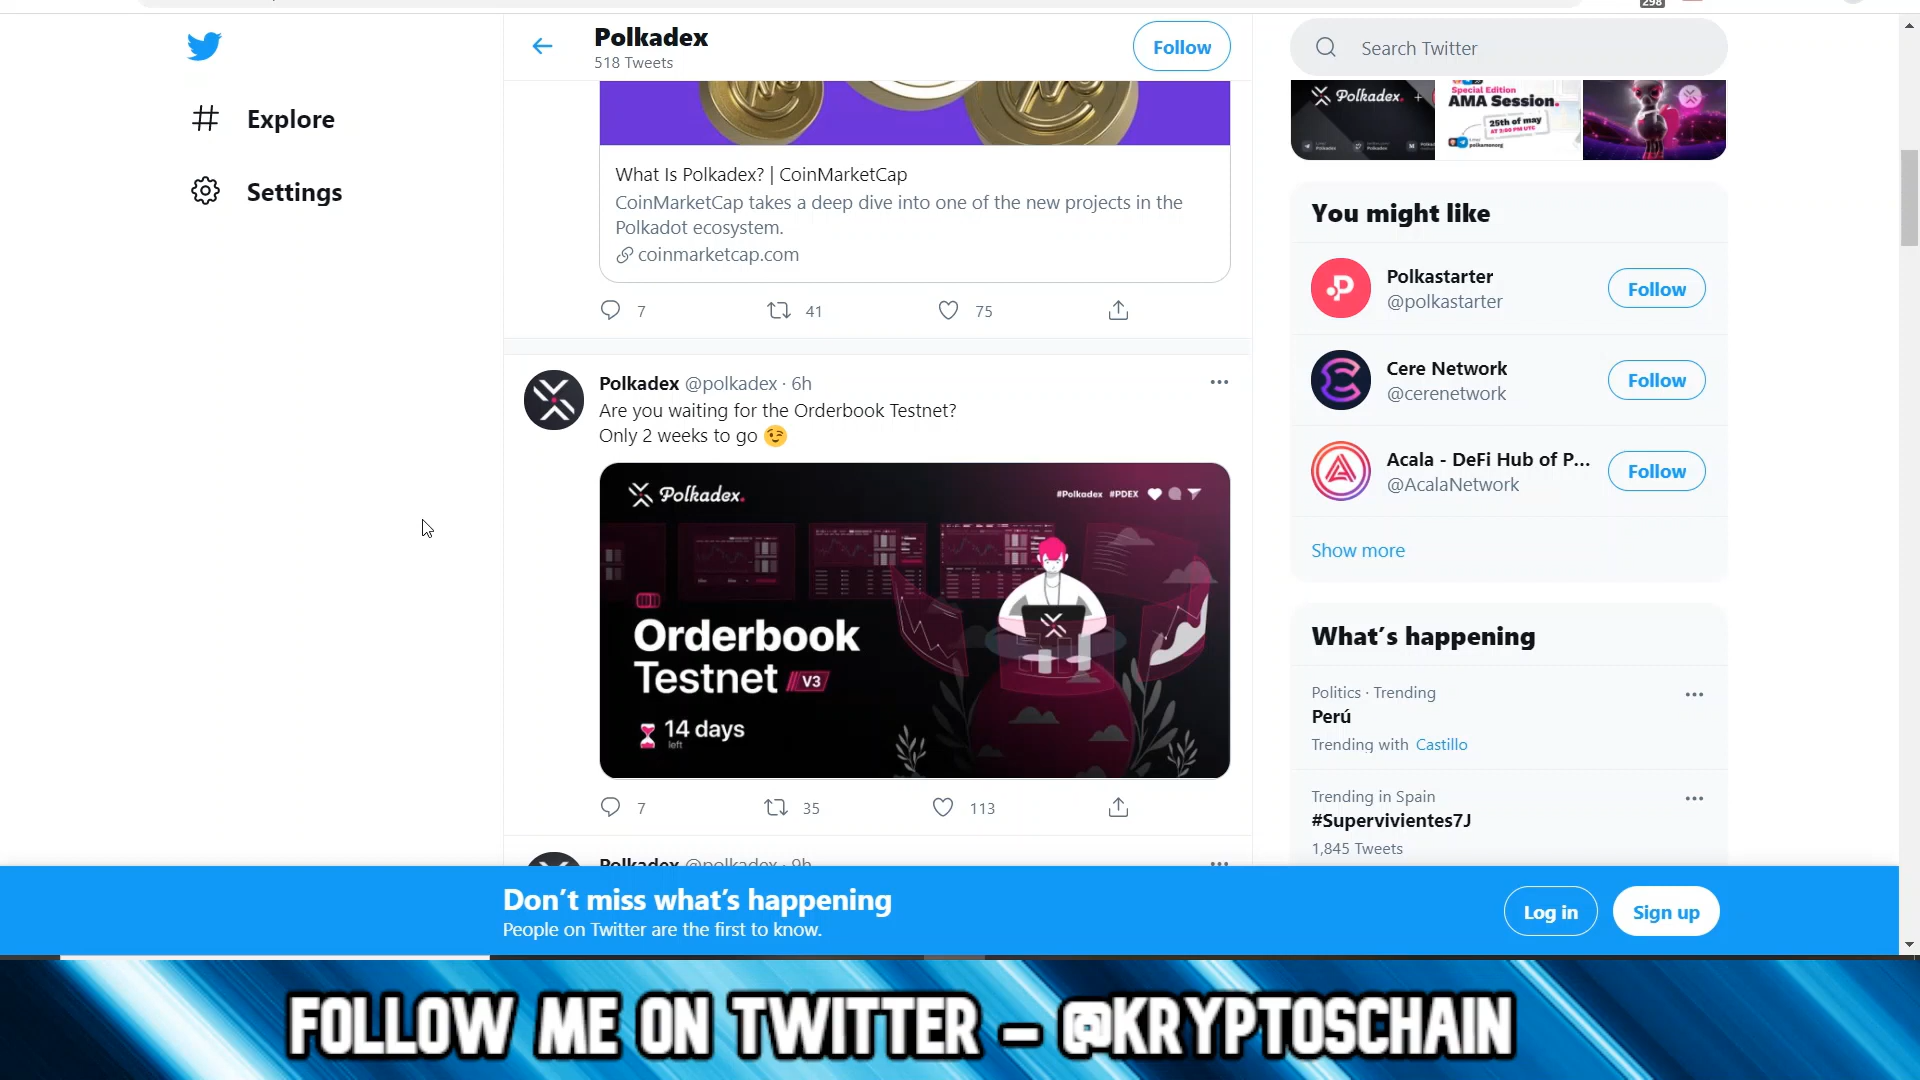 298
Explore
Settings
Polkadex
518 Tweets
Follow
What Is Polkadex? | CoinMarketCap
CoinMarketCap takes a deep dive into one of the new projects in the
Polkadot ecosystem.
coinmarketcap.com
7
41
75
Polkadex @polkadex · 6h
Are you waiting for the Orderbook Testnet?
Only 2 weeks to go 😉
Polkadex.
#Polkadex #PDEX
Orderbook
Testnet V3
14 days
left
7
35
113
Polkadex @polkadex · 9h
Search Twitter
Polkadex. +
Special Edition
AMA Session.
25th of may
You might like
Polkastarter
@polkastarter
Follow
Cere Network
@cerenetwork
Follow
Acala - DeFi Hub of P...
@AcalaNetwork
Follow
Show more
What's happening
Politics · Trending
Perú
Trending with Castillo
Trending in Spain
#Supervivientes7J
1,845 Tweets
Don't miss what's happening
People on Twitter are the first to know.
Log in
Sign up
FOLLOW ME ON TWITTER – @KRYPTOSCHAIN